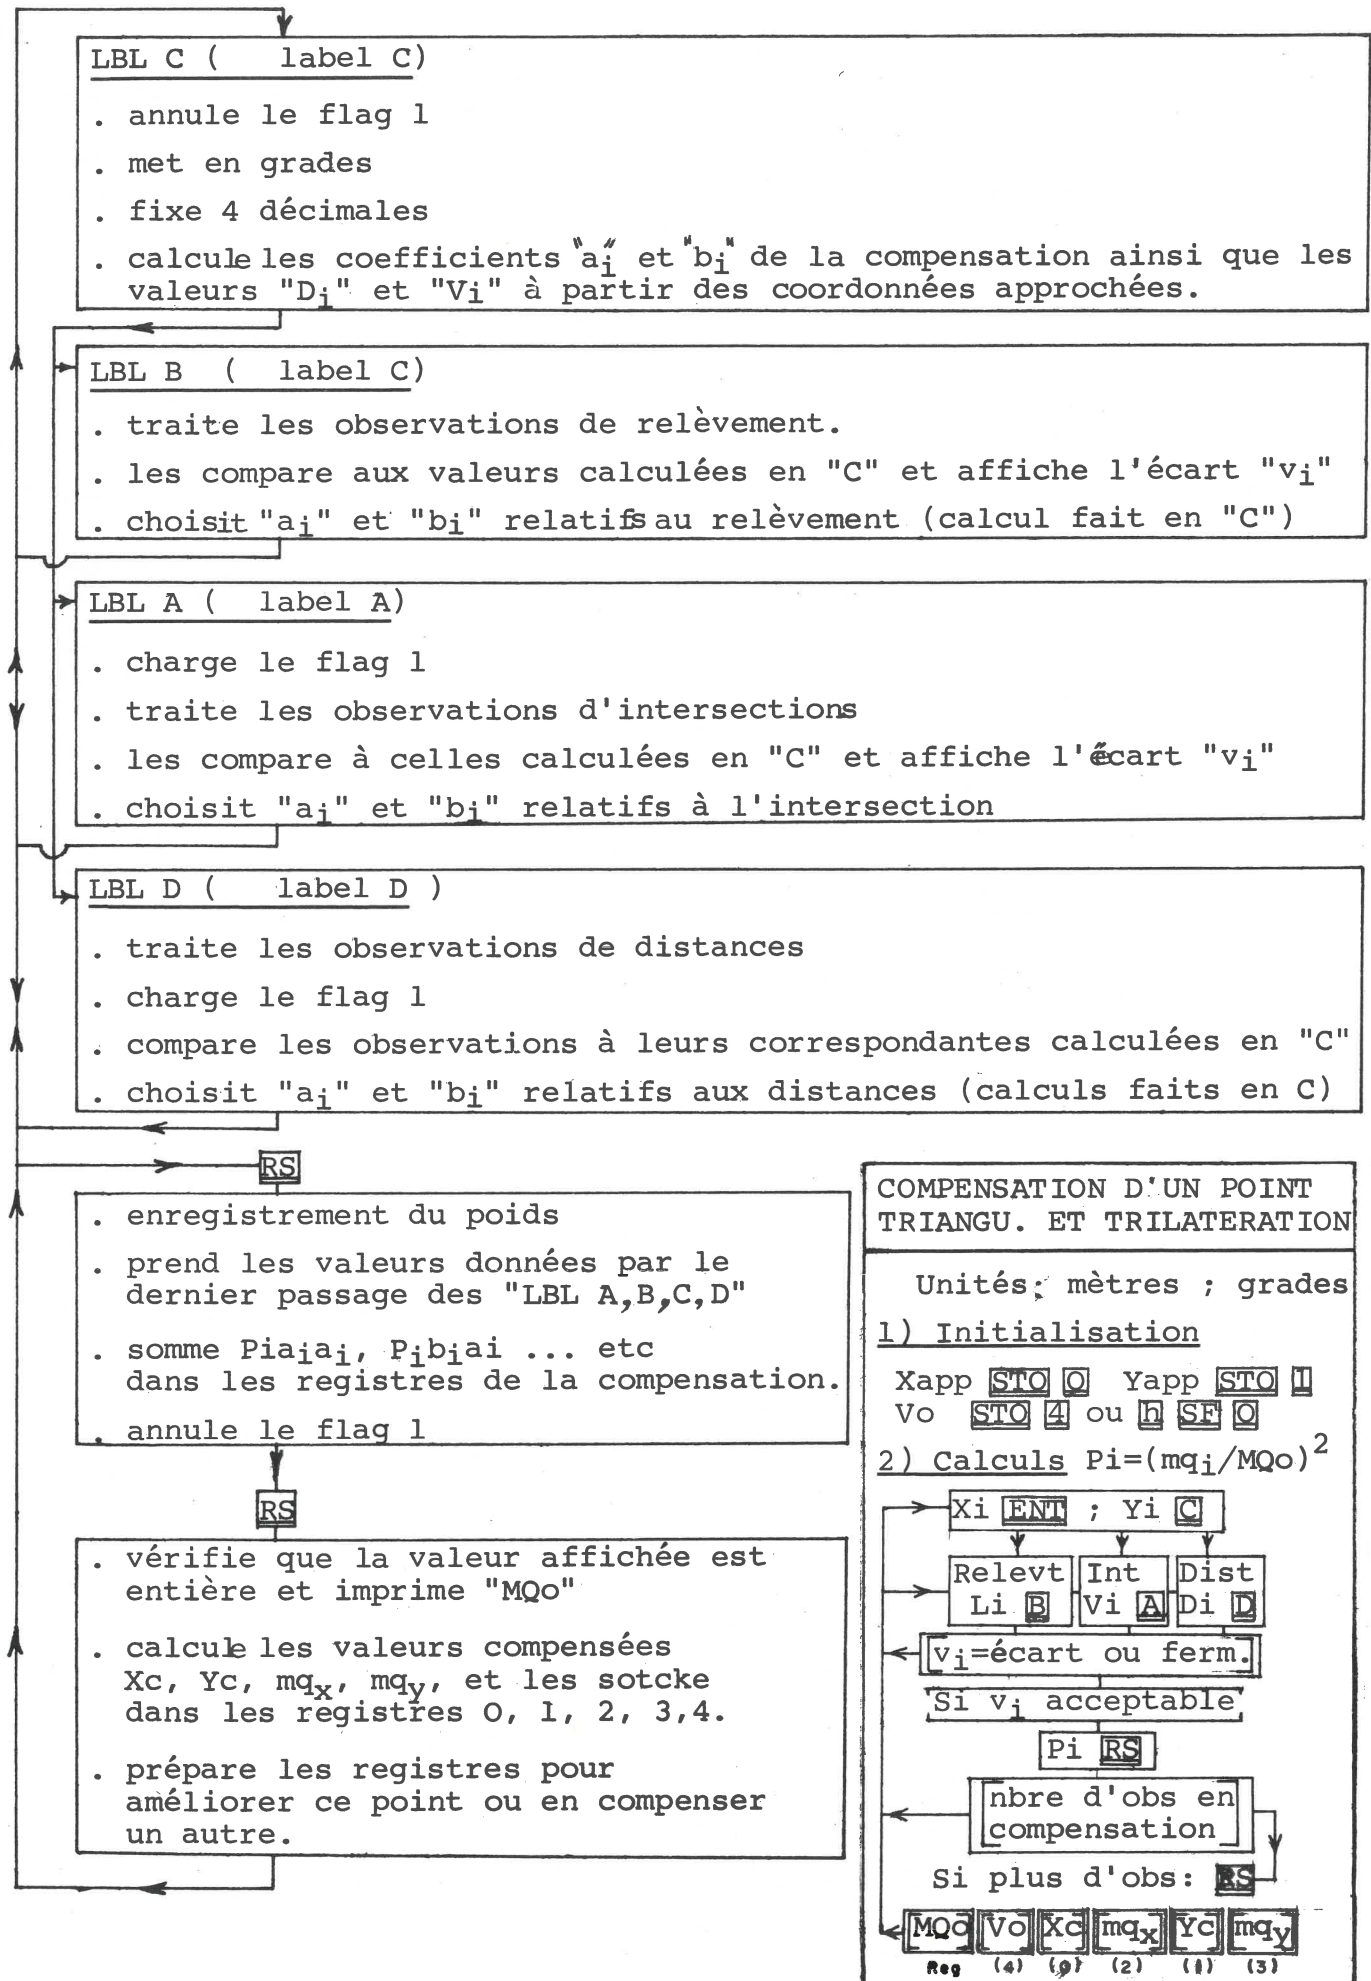 LBL C ( label C)
. annule le flag 1
. met en grades
. fixe 4 décimales
. calcule les coefficients "ai" et "bi" de la compensation ainsi que les
valeurs "Di" et "Vi" à partir des coordonnées approchées.
LBL B ( label C)
. traite les observations de relèvement.
. les compare aux valeurs calculées en "C" et affiche l'écart "vi"
. choisit "ai" et "bi" relatifs au relèvement (calcul fait en "C")
LBL A ( label A)
. charge le flag 1
. traite les observations d'intersections
. les compare à celles calculées en "C" et affiche l'écart "vi"
. choisit "ai" et "bi" relatifs à l'intersection
LBL D ( label D )
. traite les observations de distances
. charge le flag 1
. compare les observations à leurs correspondantes calculées en "C"
. choisit "ai" et "bi" relatifs aux distances (calculs faits en C)
RS
. enregistrement du poids
. prend les valeurs données par le
dernier passage des "LBL A,B,C,D"
. somme Piaiai, Pibiai ... etc
dans les registres de la compensation.
. annule le flag 1
RS
. vérifie que la valeur affichée est
entière et imprime "MQo"
. calcule les valeurs compensées
Xc, Yc, mqx, mqy, et les sotcke
dans les registres O, 1, 2, 3,4.
. prépare les registres pour
améliorer ce point ou en compenser
un autre.
COMPENSATION D'UN POINT
TRIANGU. ET TRILATERATION
Unités: mètres ; grades
1) Initialisation
Xapp STO O Yapp STO 1
Vo STO 4 ou h SF O
2) Calculs Pi=(mqi/MQo)2
Xi ENT ; Yi C
Relevt Int Dist
Li B Vi A Di D
[vi=écart ou ferm.]
Si vi acceptable
Pi RS
[nbre d'obs en
compensation]
Si plus d'obs: RS
[MQo] [Vo] [Xc] [mqx] [Yc] [mqy]
Reg (4) (0) (2) (1) (3)